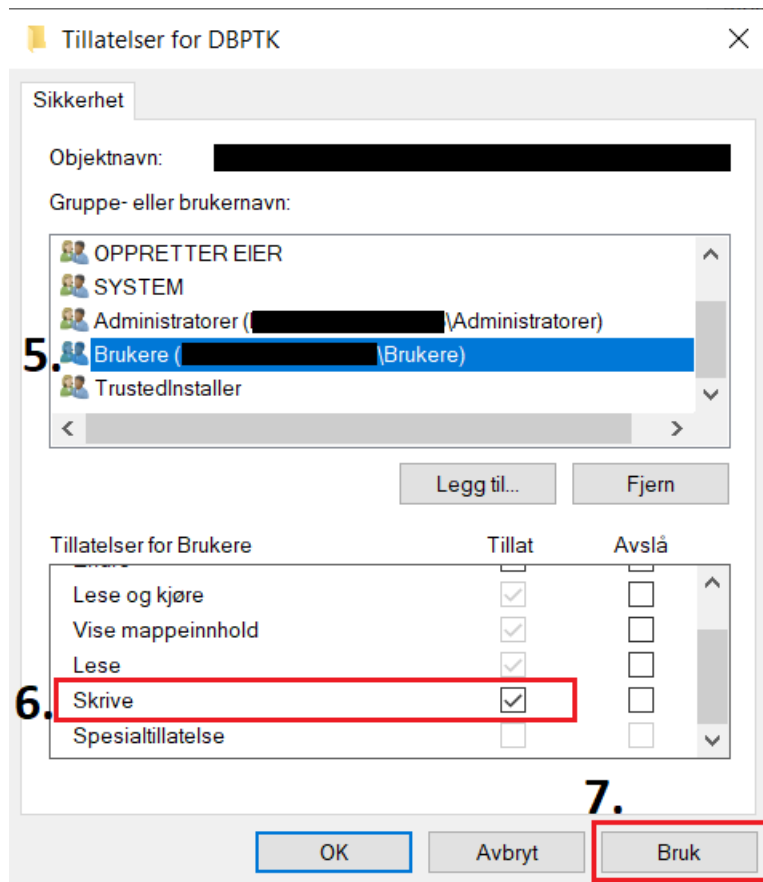 Tillatelser for DBPTK
Sikkerhet
Objektnavn:
Gruppe- eller brukernavn:
OPPRETTER EIER
SYSTEM
Administratorer ( \Administratorer)
5. Brukere ( \Brukere)
TrustedInstaller
Legg til... Fjern
Tillatelser for Brukere Tillat Avslå
Lese og kjøre
Vise mappeinnhold
Lese
6. Skrive
Spesialtillatelse
7.
OK Avbryt Bruk